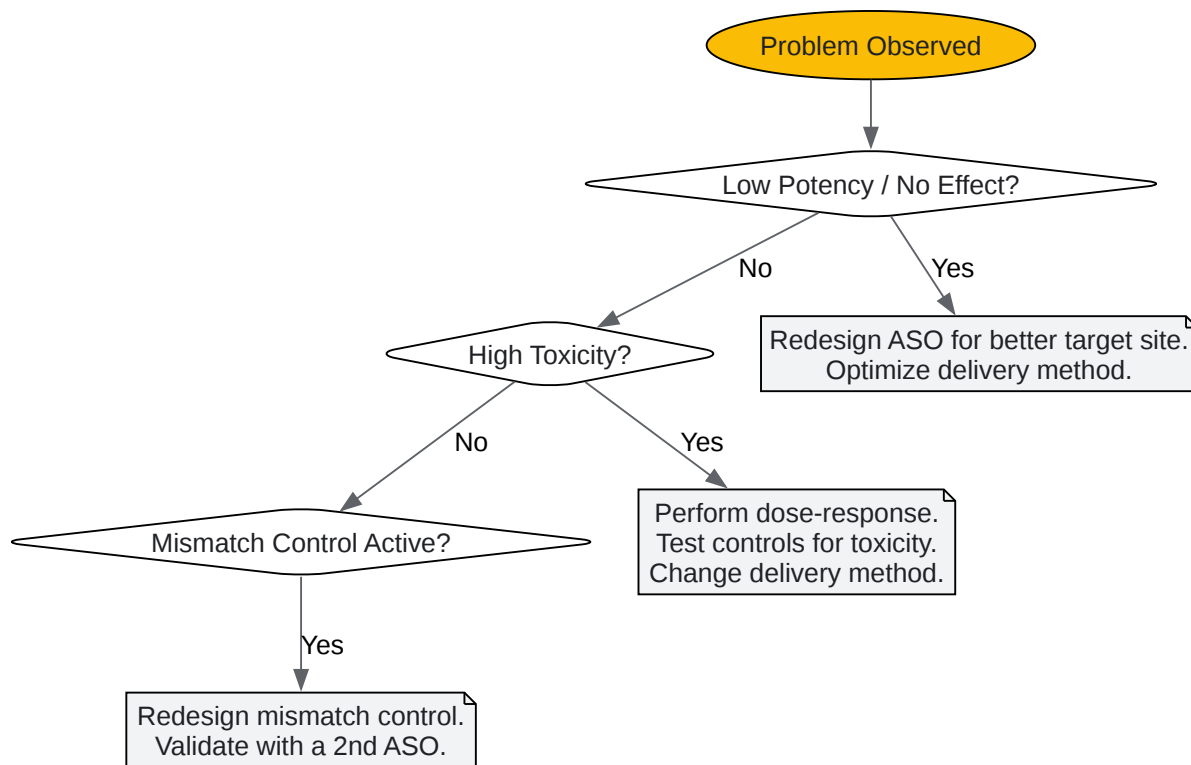 Problem Observed
Low Potency / No Effect?
No
Yes
Redesign ASO for better target site.
Optimize delivery method.
High Toxicity?
No
Yes
Perform dose-response.
Test controls for toxicity.
Change delivery method.
Mismatch Control Active?
Yes
Redesign mismatch control.
Validate with a 2nd ASO.